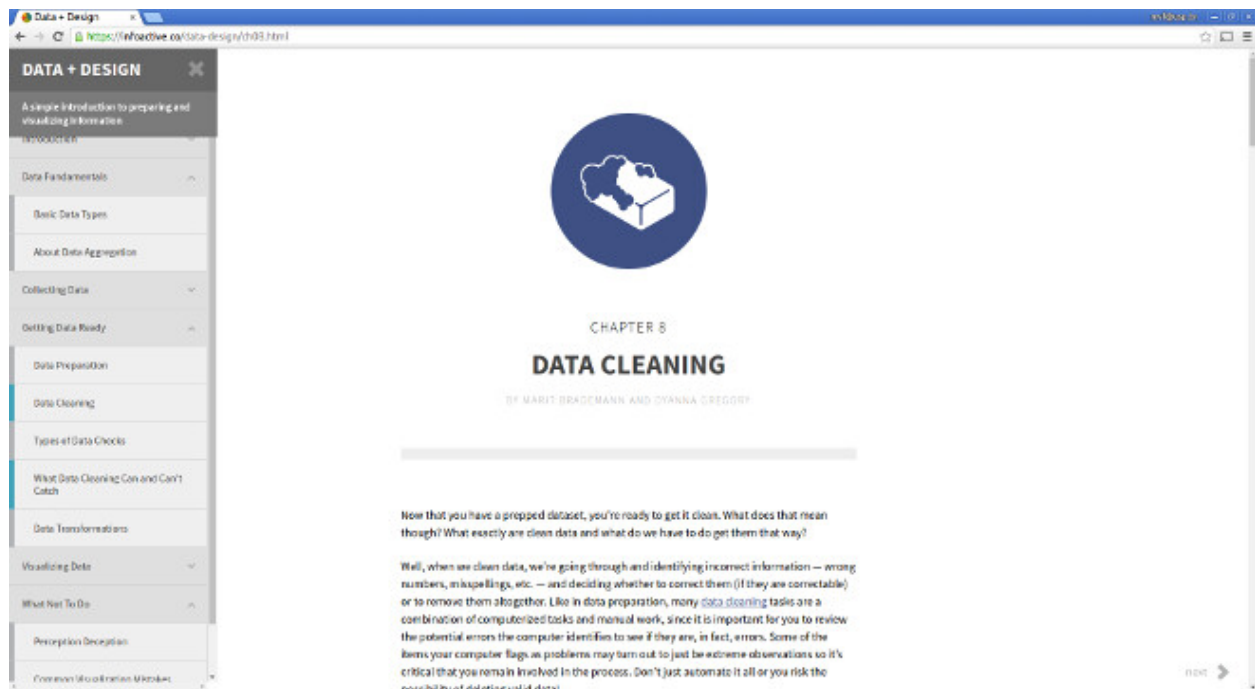 Data + Design
https://infoactive.co/data-design/ch08.html
DATA + DESIGN
A simple introduction to preparing and
visualizing information
Introduction
Data Fundamentals
Basic Data Types
About Data Aggregation
Collecting Data
Getting Data Ready
Data Preparation
Data Cleaning
Types of Data Checks
What Data Cleaning Can and Can't
Catch
Data Transformations
Visualizing Data
What Not To Do
Perception Deception
Common Visualization Mistakes
CHAPTER 8
DATA CLEANING
BY MARIT BRADEMANN AND DYANNA GREGORY
Now that you have a prepped dataset, you're ready to get it clean. What does that mean
though? What exactly are clean data and what do we have to do get them that way?
Well, when we clean data, we're going through and identifying incorrect information — wrong
numbers, misspellings, etc. — and deciding whether to correct them (if they are correctable)
or to remove them altogether. Like in data preparation, many data cleaning tasks are a
combination of computerized tasks and manual work, since it is important for you to review
the potential errors the computer identifies to see if they are, in fact, errors. Some of the
items your computer flags as problems may turn out to just be extreme observations so it's
critical that you remain involved in the process. Don't just automate it all or you risk the
possibility of deleting valid data!
next